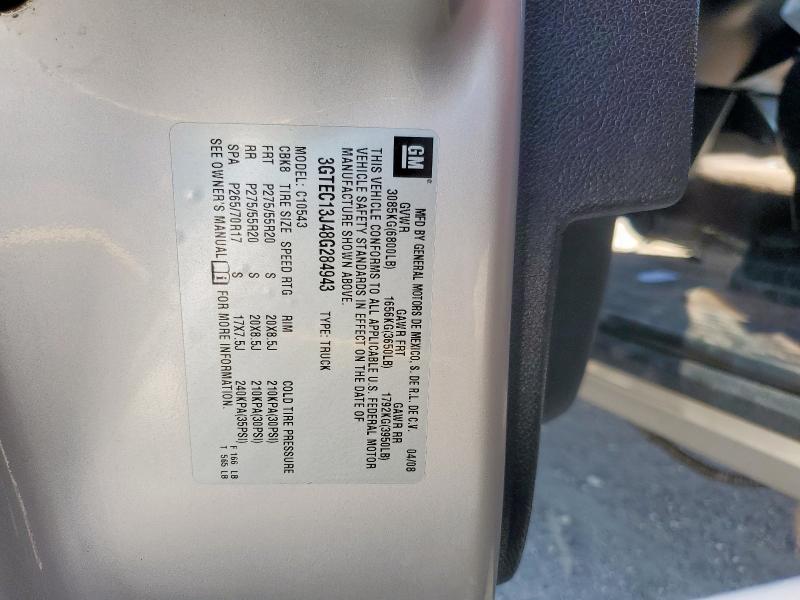 GM
MFD BY GENERAL MOTORS DE MEXICO, S. DE R.L. DE C.V. 04/08
GVWR GAWR FRT GAWR RR
3085KG(6800LB) 1656KG(3650LB) 1792KG(3950LB)
THIS VEHICLE CONFORMS TO ALL APPLICABLE U.S. FEDERAL MOTOR
VEHICLE SAFETY STANDARDS IN EFFECT ON THE DATE OF
MANUFACTURE SHOWN ABOVE.
3GTEC13J48G284943 TYPE: TRUCK
MODEL: C10543
CBK8 TIRE SIZE SPEED RTG RIM COLD TIRE PRESSURE
FRT P275/55R20 S 20X8.5J 210KPA(30PSI)
RR P275/55R20 S 20X8.5J 210KPA(30PSI)
SPA P265/70R17 S 17X7.5J 240KPA(35PSI)
SEE OWNER'S MANUAL FOR MORE INFORMATION.
F 166 LB
T 565 LB